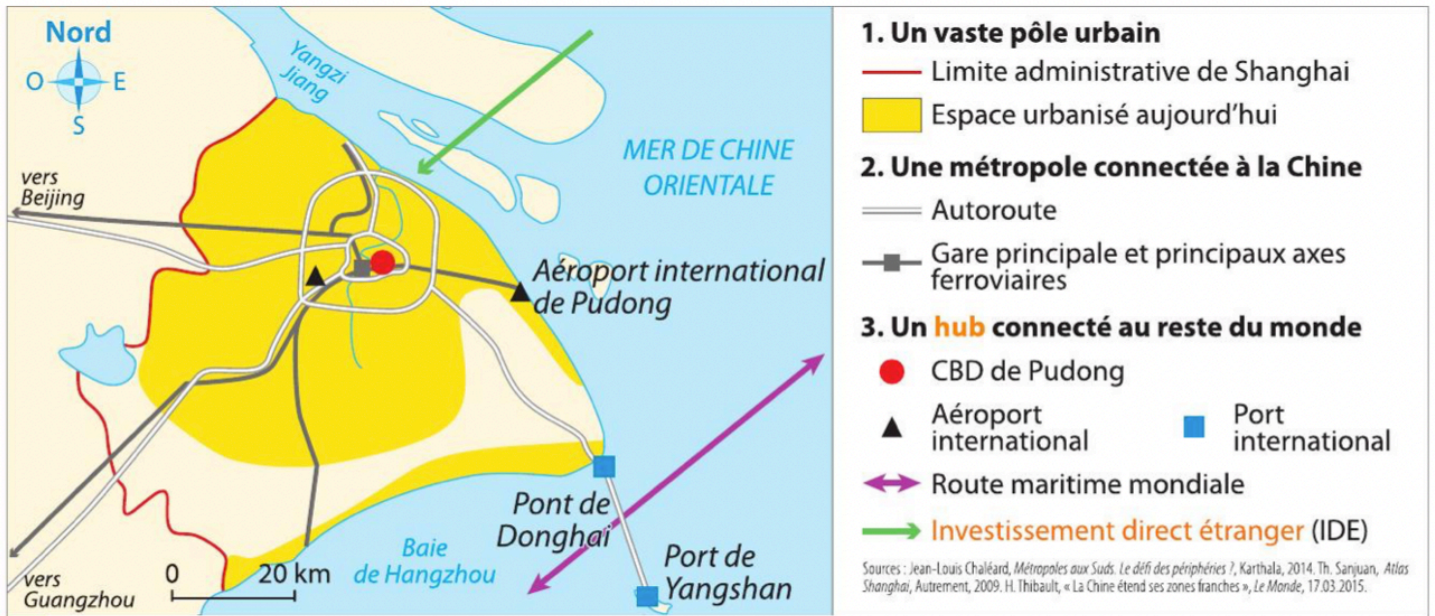 Nord
O
E
S
Yangzi
Jiang
MER DE CHINE
ORIENTALE
vers
Beijing
Aéroport international
de Pudong
Pont de
Donghai
Port de
Yangshan
Baie
de Hangzhou
0 20 km
vers
Guangzhou
1. Un vaste pôle urbain
Limite administrative de Shanghai
Espace urbanisé aujourd’hui
2. Une métropole connectée à la Chine
Autoroute
Gare principale et principaux axes
ferroviaires
3. Un hub connecté au reste du monde
CBD de Pudong
Aéroport
international
Port
international
Route maritime mondiale
Investissement direct étranger (IDE)
Sources : Jean-Louis Chaléard, Métropoles aux Suds. Le défi des périphéries ?, Karthala, 2014. Th. Sanjuan, Atlas
Shanghai, Autrement, 2009. H. Thibault, « La Chine étend ses zones franches », Le Monde, 17.03.2015.